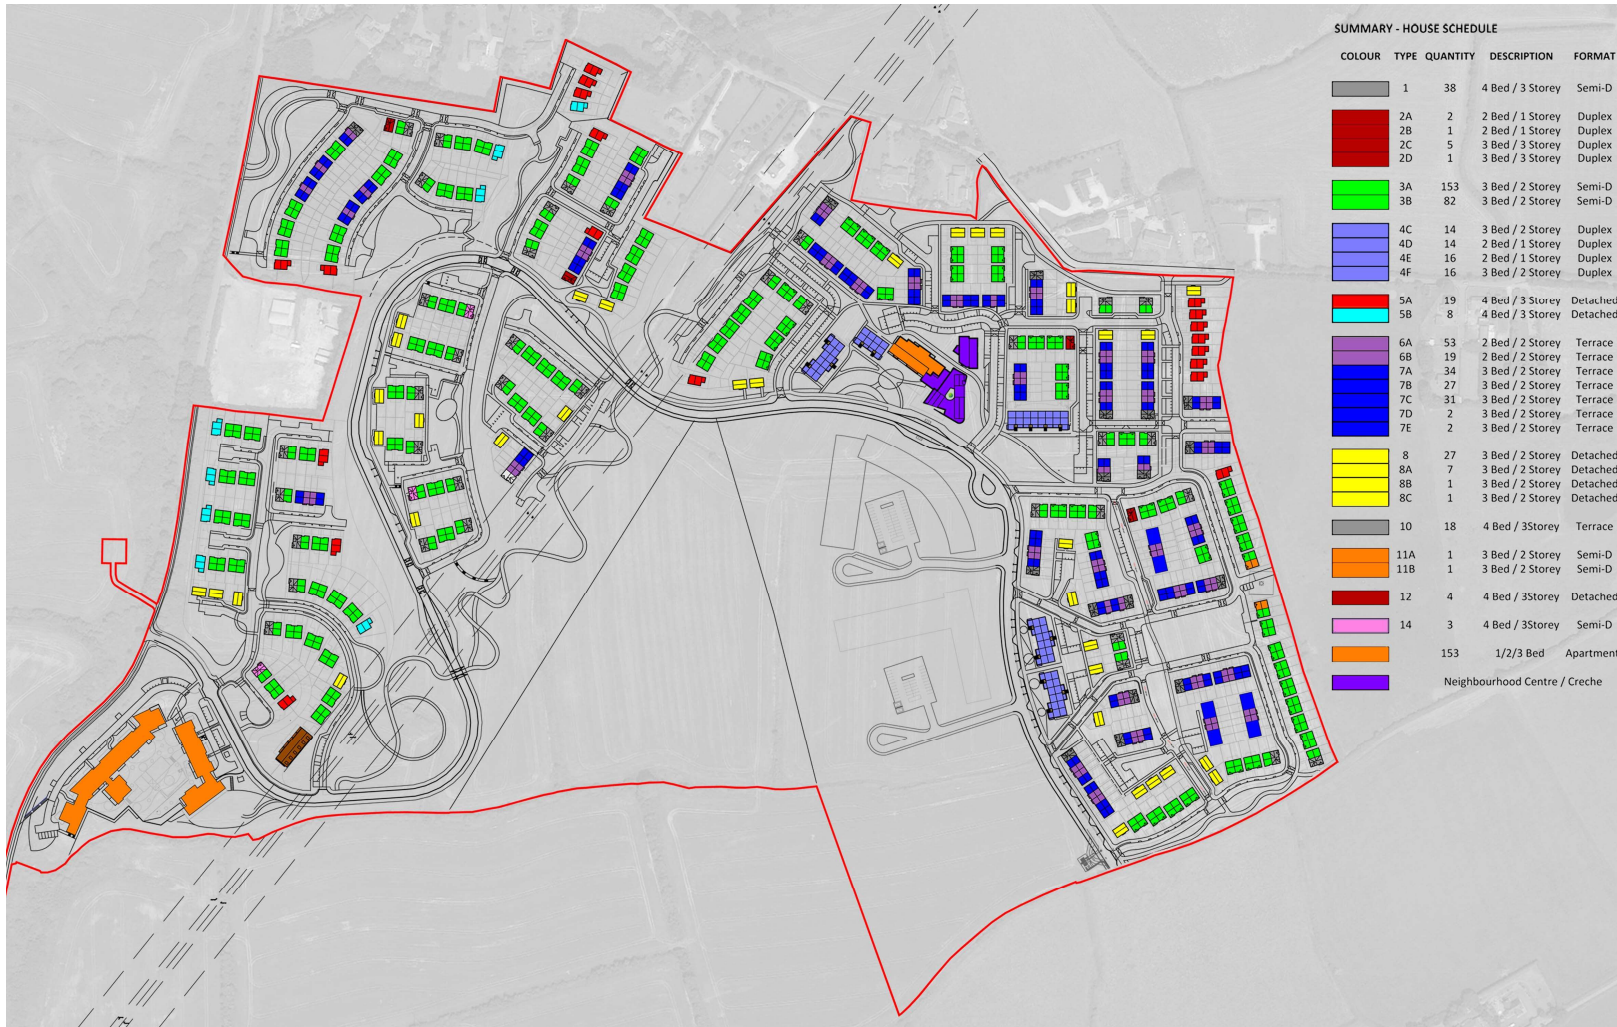 SUMMARY - HOUSE SCHEDULE
COLOUR TYPE QUANTITY DESCRIPTION FORMAT
1 38 4 Bed / 3 Storey Semi-D
2A 2 2 Bed / 1 Storey Duplex
2B 1 2 Bed / 1 Storey Duplex
2C 5 3 Bed / 3 Storey Duplex
2D 1 3 Bed / 3 Storey Duplex
3A 153 3 Bed / 2 Storey Semi-D
3B 82 3 Bed / 2 Storey Semi-D
4C 14 3 Bed / 2 Storey Duplex
4D 14 2 Bed / 1 Storey Duplex
4E 16 2 Bed / 1 Storey Duplex
4F 16 3 Bed / 2 Storey Duplex
5A 19 4 Bed / 3 Storey Detached
5B 8 4 Bed / 3 Storey Detached
6A 53 2 Bed / 2 Storey Terrace
6B 19 2 Bed / 2 Storey Terrace
7A 34 3 Bed / 2 Storey Terrace
7B 27 3 Bed / 2 Storey Terrace
7C 31 3 Bed / 2 Storey Terrace
7D 2 3 Bed / 2 Storey Terrace
7E 2 3 Bed / 2 Storey Terrace
8 27 3 Bed / 2 Storey Detached
8A 7 3 Bed / 2 Storey Detached
8B 1 3 Bed / 2 Storey Detached
8C 1 3 Bed / 2 Storey Detached
10 18 4 Bed / 3Storey Terrace
11A 1 3 Bed / 2 Storey Semi-D
11B 1 3 Bed / 2 Storey Semi-D
12 4 4 Bed / 3Storey Detached
14 3 4 Bed / 3Storey Semi-D
153 1/2/3 Bed Apartment
Neighbourhood Centre / Creche